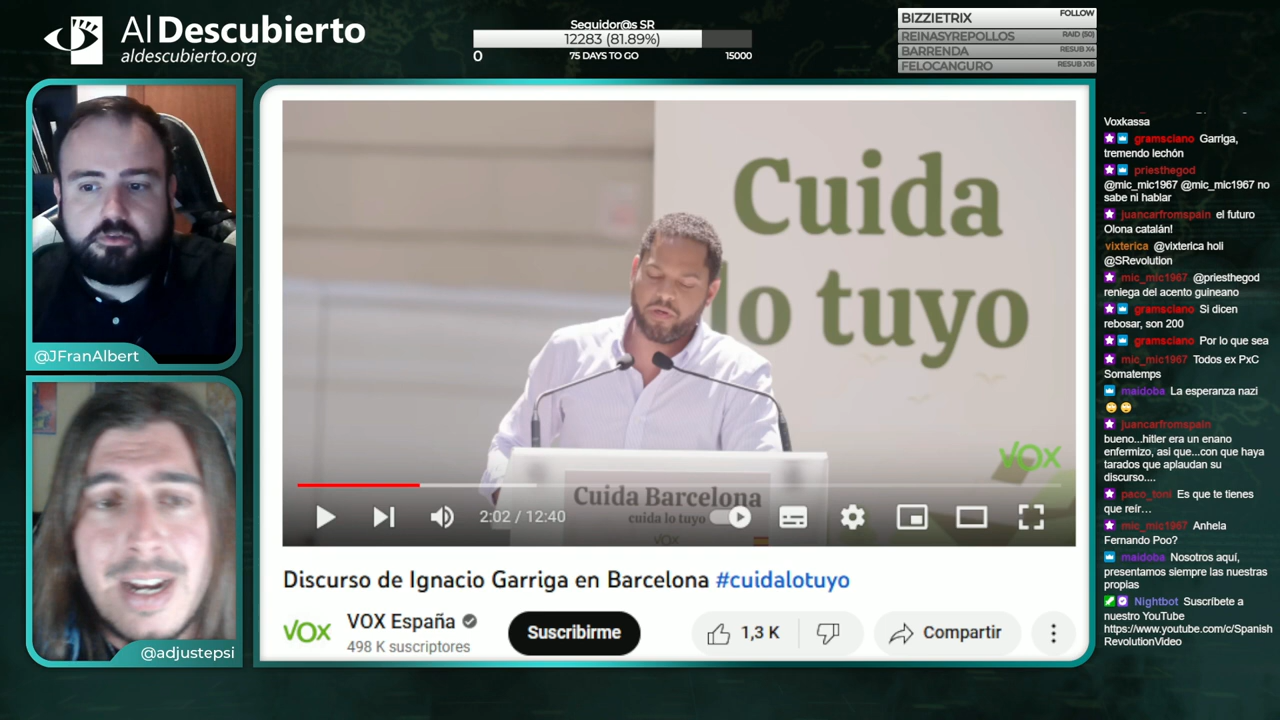 Al Descubierto
aldescubierto.org
Seguidor@s SR
12283 (81.89%)
0
75 DAYS TO GO
15000
BIZZIETRIX FOLLOW
REINASYREPOLLOS RAID (50)
BARRENDA RESUB X4
FELOCANGURO RESUB X16
@JFranAlbert
@adjustepsi
Cuida
lo tuyo
VOX
Cuida Barcelona
cuida lo tuyo
VOX
2:02 / 12:40
Discurso de Ignacio Garriga en Barcelona #cuidalotuyo
VOX
VOX España
498 K suscriptores
Suscribirme
1,3 K
Compartir
Voxkassa
gramsciano Garriga,
tremendo lechón
priesthegod
@mic_mic1967 @mic_mic1967 no
sabe ni hablar
juancarfromspain el futuro
Olona catalán!
vixterica @vixterica holi
@SRevolution
mic_mic1967 @priesthegod
reniega del acento guineano
gramsciano Si dicen
rebosar, son 200
gramsciano Por lo que sea
mic_mic1967 Todos ex PxC
Somatemps
maidoba La esperanza nazi
🙄 🙄
juancarfromspain
bueno...hitler era un enano
enfermizo, asi que...con que haya
tarados que aplaudan su
discurso....
paco_toni Es que te tienes
que reír…
mic_mic1967 Anhela
Fernando Poo?
maidoba Nosotros aquí,
presentamos siempre las nuestras
propias
Nightbot Suscríbete a
nuestro YouTube
https://www.youtube.com/c/Spanish
RevolutionVideo